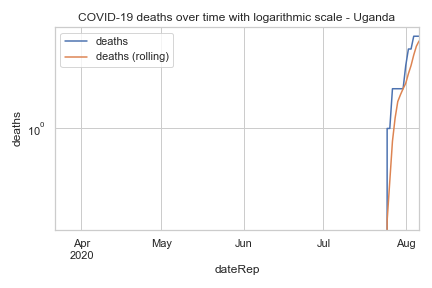 COVID-19 deaths over time with logarithmic scale - Uganda
deaths
deaths (rolling)
deaths
10⁰
Apr
2020
May
Jun
Jul
Aug
dateRep